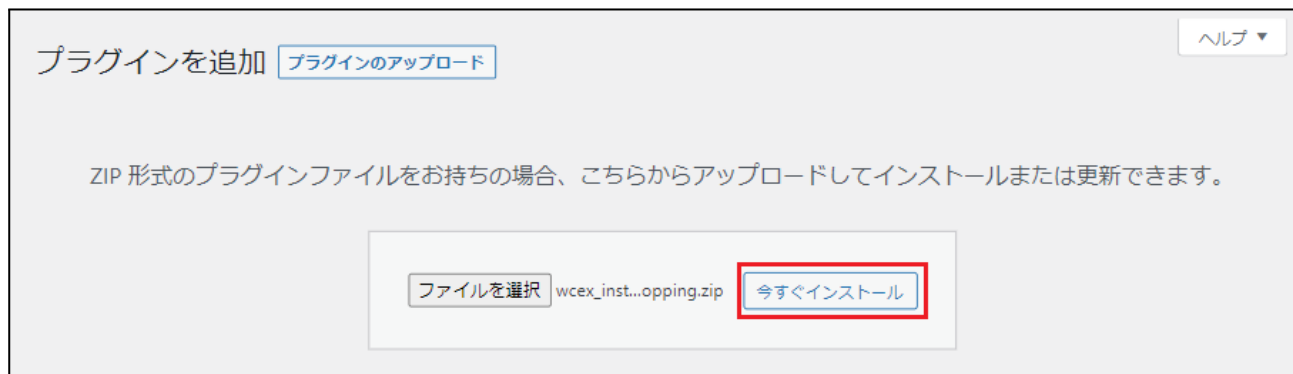 ヘルプ ▼
プラグインを追加 プラグインのアップロード
ZIP 形式のプラグインファイルをお持ちの場合、こちらからアップロードしてインストールまたは更新できます。
ファイルを選択 wcex_inst...opping.zip 今すぐインストール